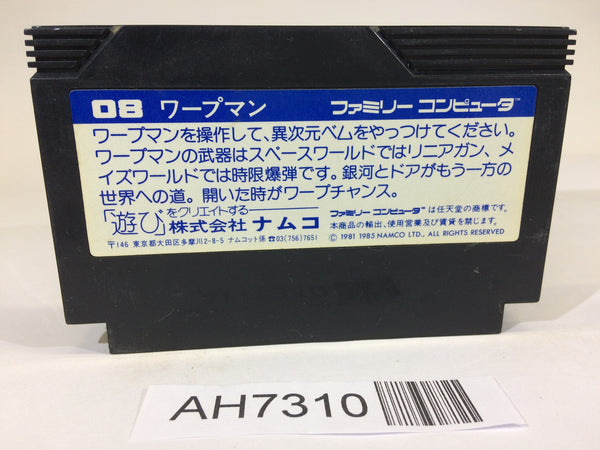 08 ワープマン ファミリー コンピュータ™
ワープマンを操作して、異次元ベムをやっつけてください。
ワープマンの武器はスペースワールドではリニアガン、メ
イズワールドでは時限爆弾です。銀河とドアがもう一方の
世界への道。開いた時がワープチャンス。
「遊び」をクリエイトする 株式会社 ナムコ
〒146 東京都大田区多摩川2-8-5 ナムコット係 ☎03(756)7651
ファミリー コンピュータ™ は任天堂の商標です。
本商品の輸出、使用営業及び賃貸を禁じます。
© 1981 1985 NAMCO LTD., ALL RIGHTS RESERVED
AH7310